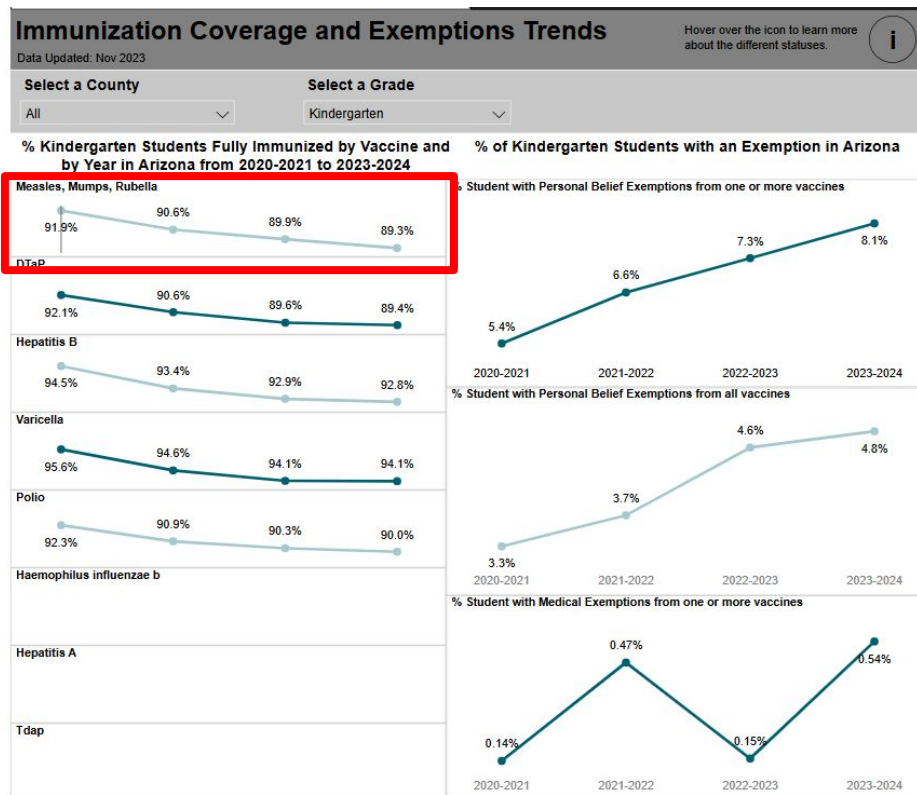 Immunization Coverage and Exemptions Trends
Hover over the icon to learn more
about the different statuses.
i
Data Updated: Nov 2023
Select a County
Select a Grade
All
Kindergarten
% Kindergarten Students Fully Immunized by Vaccine and
by Year in Arizona from 2020-2021 to 2023-2024
Measles, Mumps, Rubella
91.9%
90.6%
89.9%
89.3%
DTaP
92.1%
90.6%
89.6%
89.4%
Hepatitis B
94.5%
93.4%
92.9%
92.8%
Varicella
95.6%
94.6%
94.1%
94.1%
Polio
92.3%
90.9%
90.3%
90.0%
Haemophilus influenzae b
Hepatitis A
Tdap
% of Kindergarten Students with an Exemption in Arizona
% Student with Personal Belief Exemptions from one or more vaccines
5.4%
6.6%
7.3%
8.1%
2020-2021
2021-2022
2022-2023
2023-2024
% Student with Personal Belief Exemptions from all vaccines
3.3%
3.7%
4.6%
4.8%
2020-2021
2021-2022
2022-2023
2023-2024
% Student with Medical Exemptions from one or more vaccines
0.14%
0.47%
0.15%
0.54%
2020-2021
2021-2022
2022-2023
2023-2024